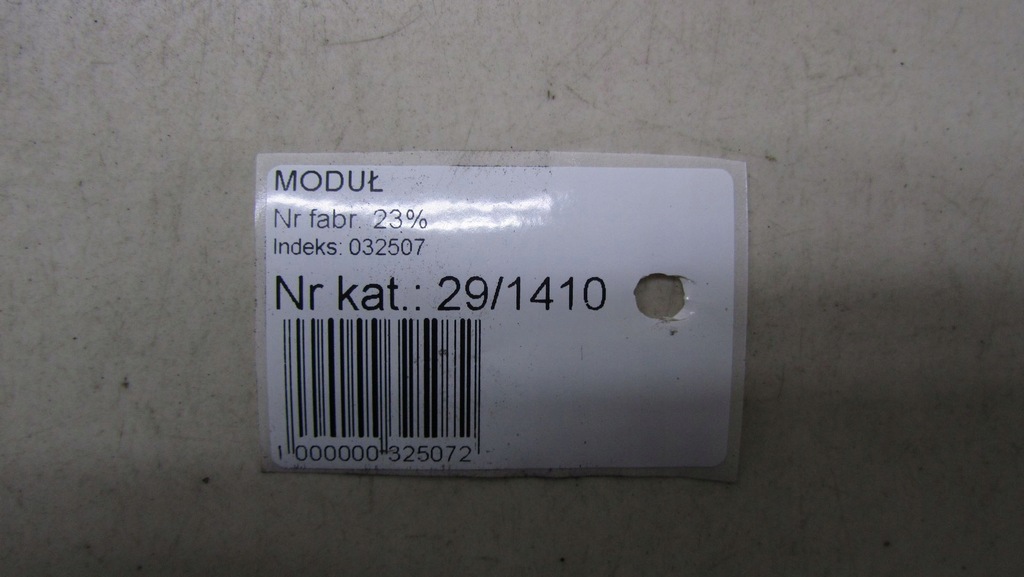 MODUŁ
Nr fabr. 23%
Indeks: 032507
Nr kat.: 29/1410
1 000000 325072